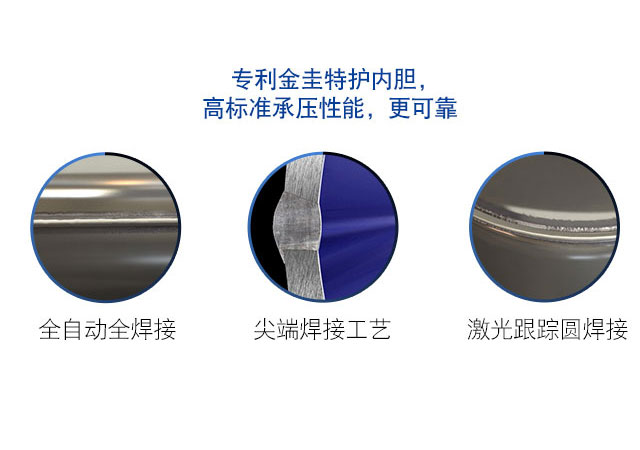 专利金圭特护内胆，
高标准承压性能，更可靠
全自动全焊接
尖端焊接工艺
激光跟踪圆焊接